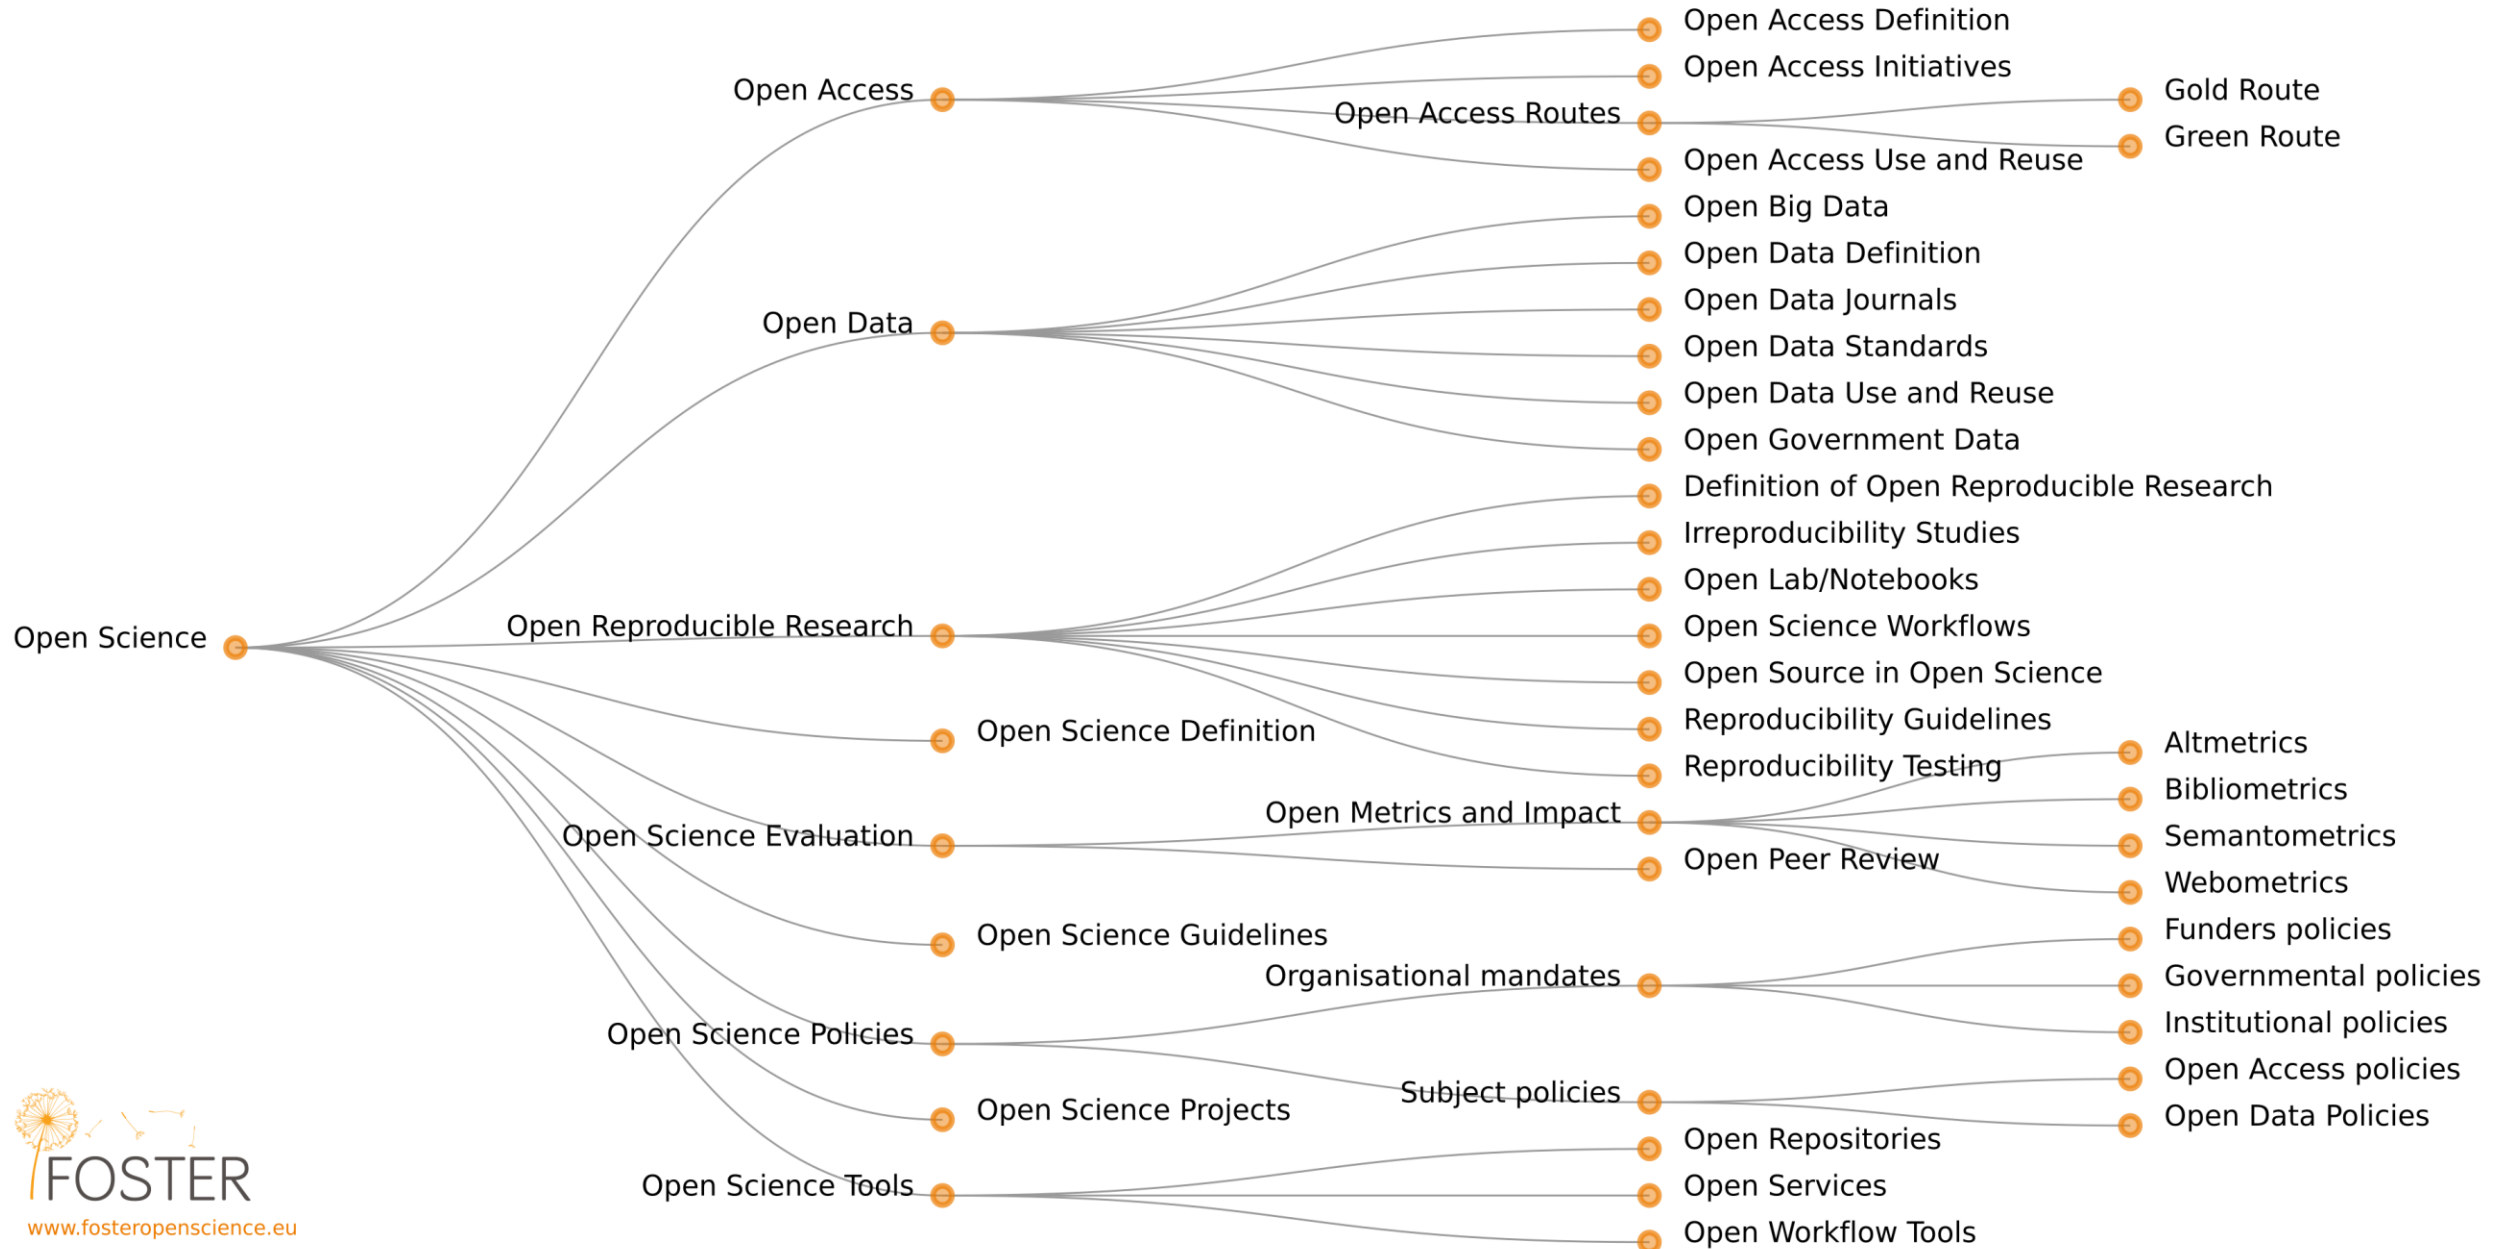 Open Science
Open Access
Open Access Definition
Open Access Initiatives
Open Access Routes
Gold Route
Green Route
Open Access Use and Reuse
Open Data
Open Big Data
Open Data Definition
Open Data Journals
Open Data Standards
Open Data Use and Reuse
Open Government Data
Open Reproducible Research
Definition of Open Reproducible Research
Irreproducibility Studies
Open Lab/Notebooks
Open Science Workflows
Open Source in Open Science
Reproducibility Guidelines
Reproducibility Testing
Open Science Definition
Open Science Evaluation
Open Metrics and Impact
Altmetrics
Bibliometrics
Semantometrics
Webometrics
Open Peer Review
Open Science Guidelines
Open Science Policies
Organisational mandates
Funders policies
Governmental policies
Institutional policies
Subject policies
Open Access policies
Open Data Policies
Open Science Projects
Open Science Tools
Open Repositories
Open Services
Open Workflow Tools
FOSTER
www.fosteropenscience.eu